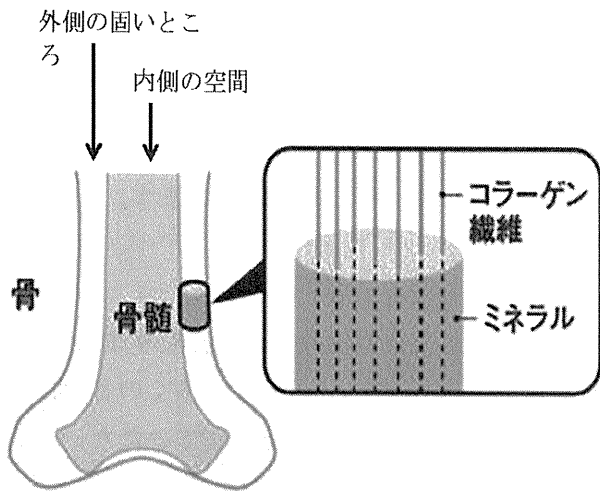 外側の固いとこ
ろ
内側の空間
コラーゲン
繊維
骨
骨髄
ミネラル